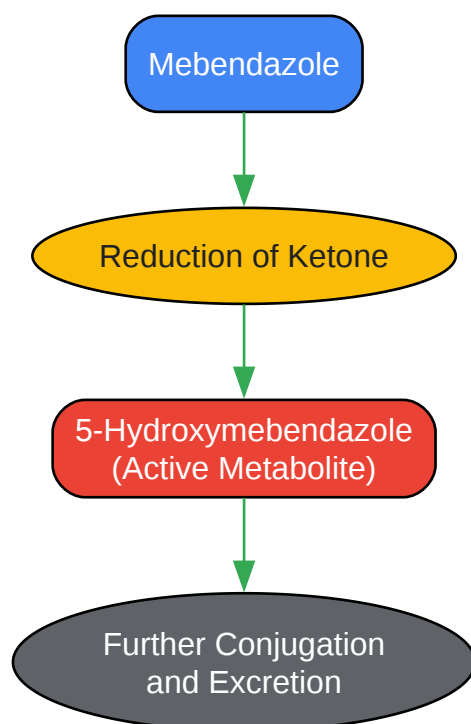 Mebendazole
Reduction of Ketone
5-Hydroxymebendazole
(Active Metabolite)
Further Conjugation
and Excretion